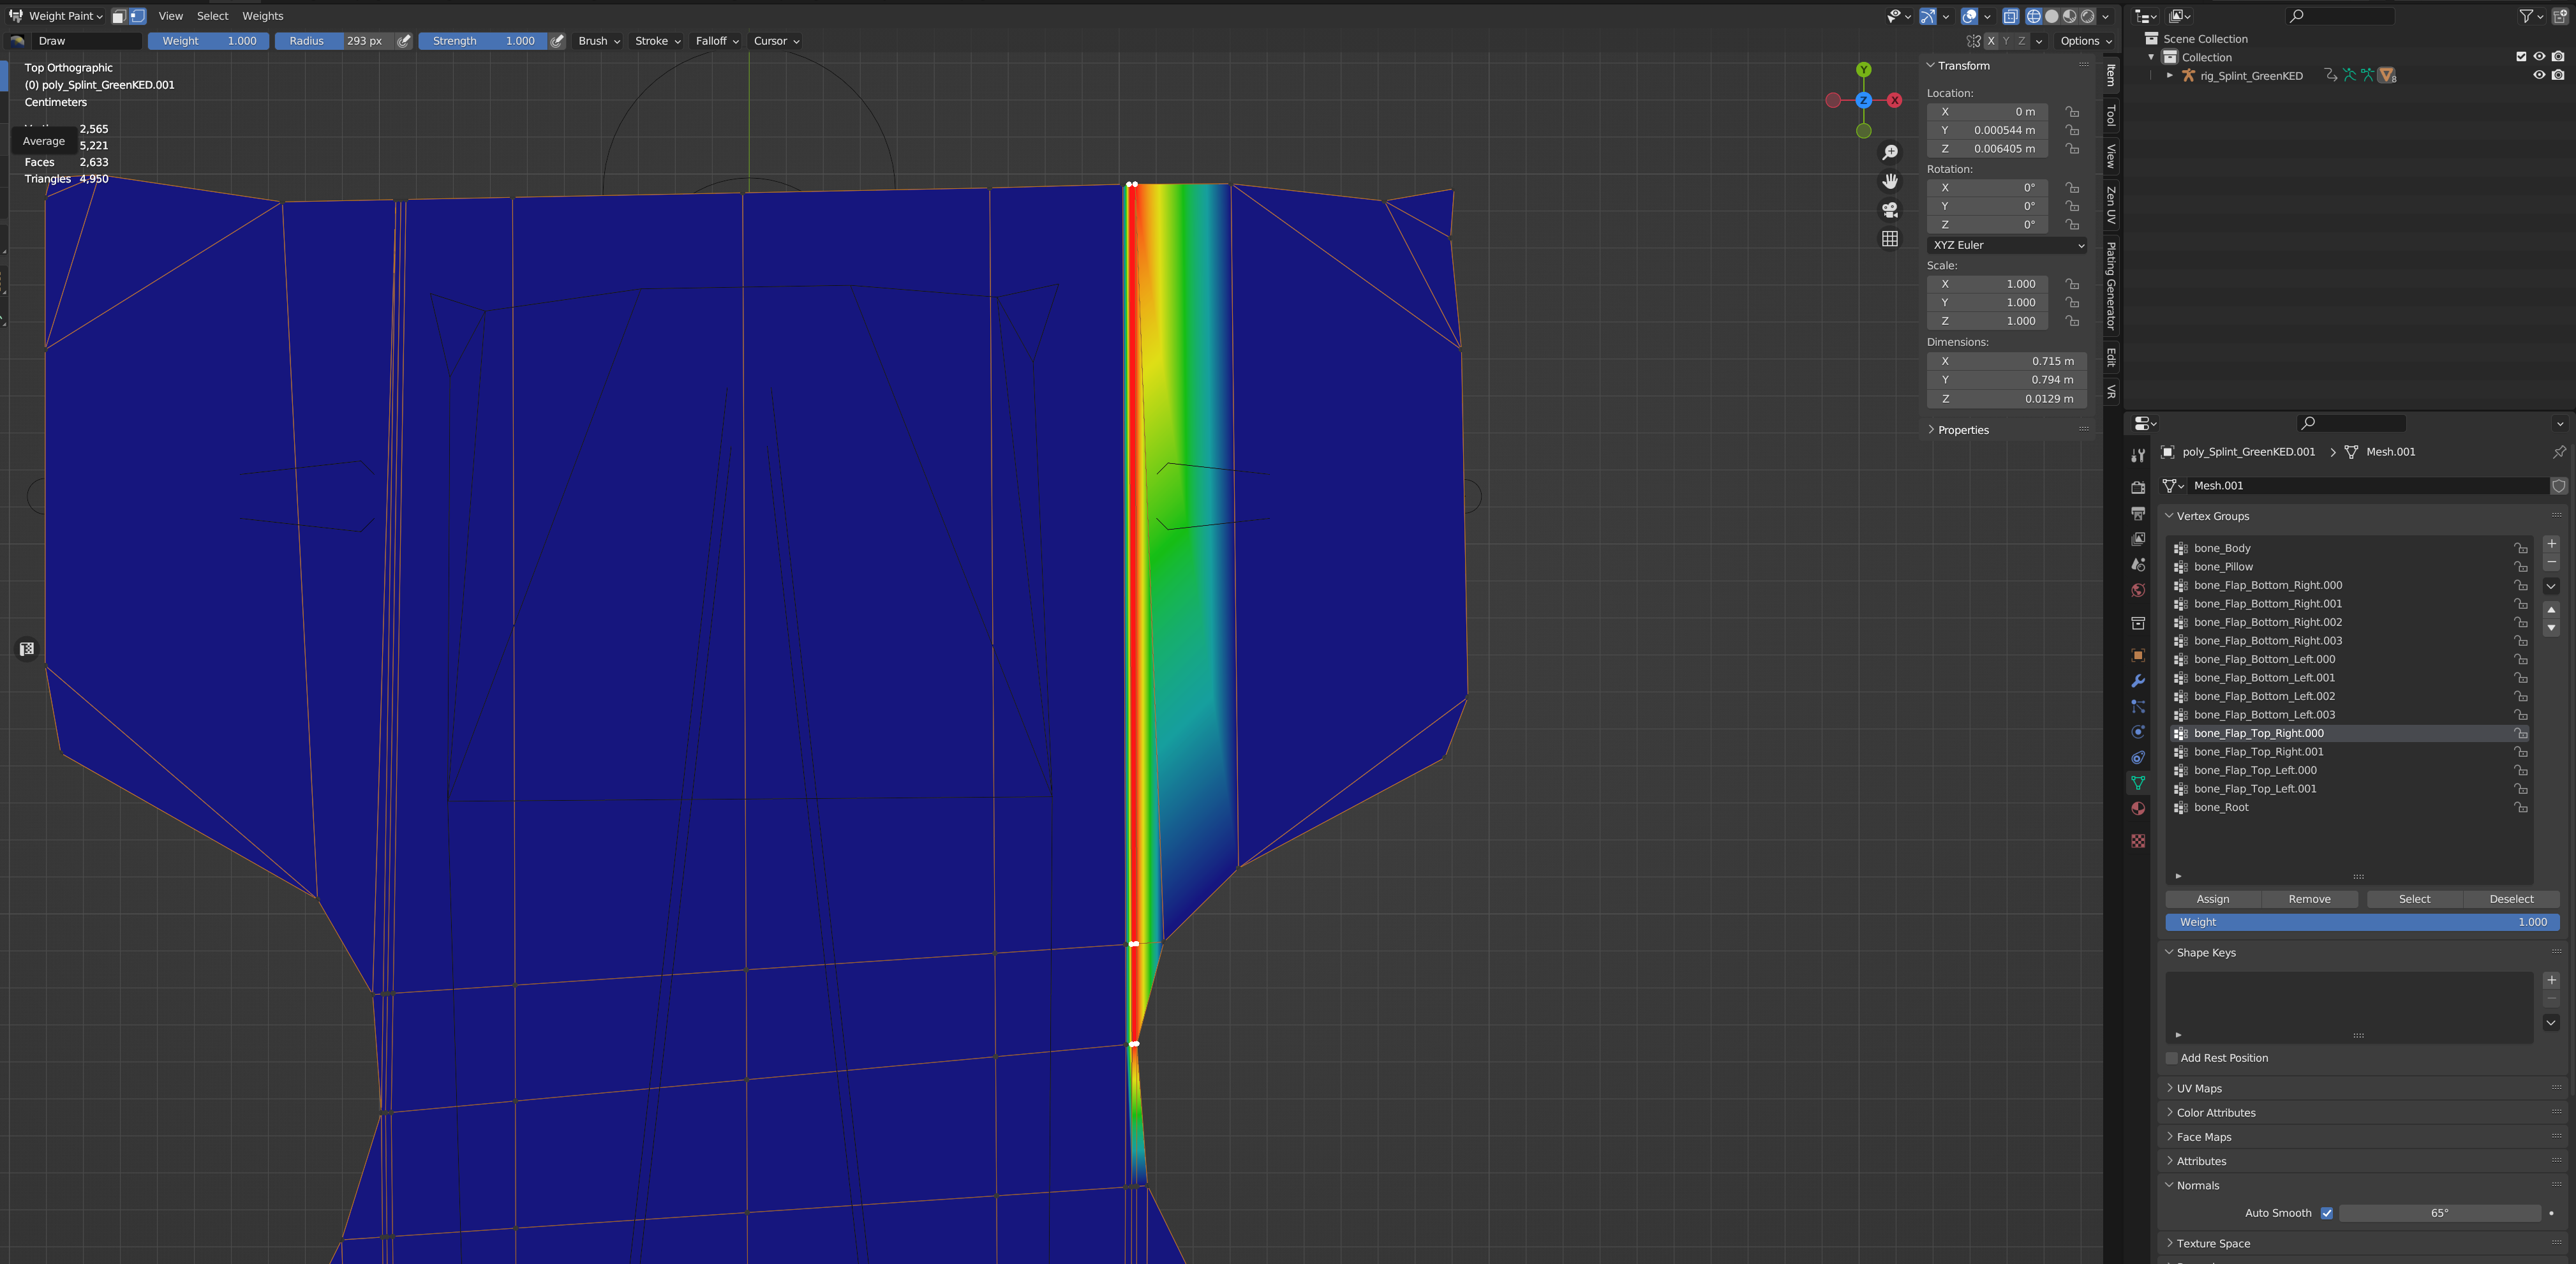 Weight Paint View Select Weights
Draw Weight 1.000 Radius 293 px Strength 1.000 Brush Stroke Falloff Cursor X Y Z Options
Top Orthographic
(0) poly_Splint_GreenKED.001
Centimeters
2,565
Average
5,221
Faces 2,633
Triangles 4,950
Y
Z X
Transform
Location:
X 0 m
Y 0.000544 m
Z 0.006405 m
Rotation:
X 0°
Y 0°
Z 0°
XYZ Euler
Scale:
X 1.000
Y 1.000
Z 1.000
Dimensions:
X 0.715 m
Y 0.794 m
Z 0.0129 m
Properties
Item
Tool
View
Zen UV
Plating Generator
Edit
VR
Scene Collection
Collection
rig_Splint_GreenKED 8
poly_Splint_GreenKED.001 > Mesh.001
Mesh.001
Vertex Groups
bone_Body
bone_Pillow
bone_Flap_Bottom_Right.000
bone_Flap_Bottom_Right.001
bone_Flap_Bottom_Right.002
bone_Flap_Bottom_Right.003
bone_Flap_Bottom_Left.000
bone_Flap_Bottom_Left.001
bone_Flap_Bottom_Left.002
bone_Flap_Bottom_Left.003
bone_Flap_Top_Right.000
bone_Flap_Top_Right.001
bone_Flap_Top_Left.000
bone_Flap_Top_Left.001
bone_Root
Assign Remove Select Deselect
Weight 1.000
Shape Keys
Add Rest Position
UV Maps
Color Attributes
Face Maps
Attributes
Normals
Auto Smooth 65°
Texture Space